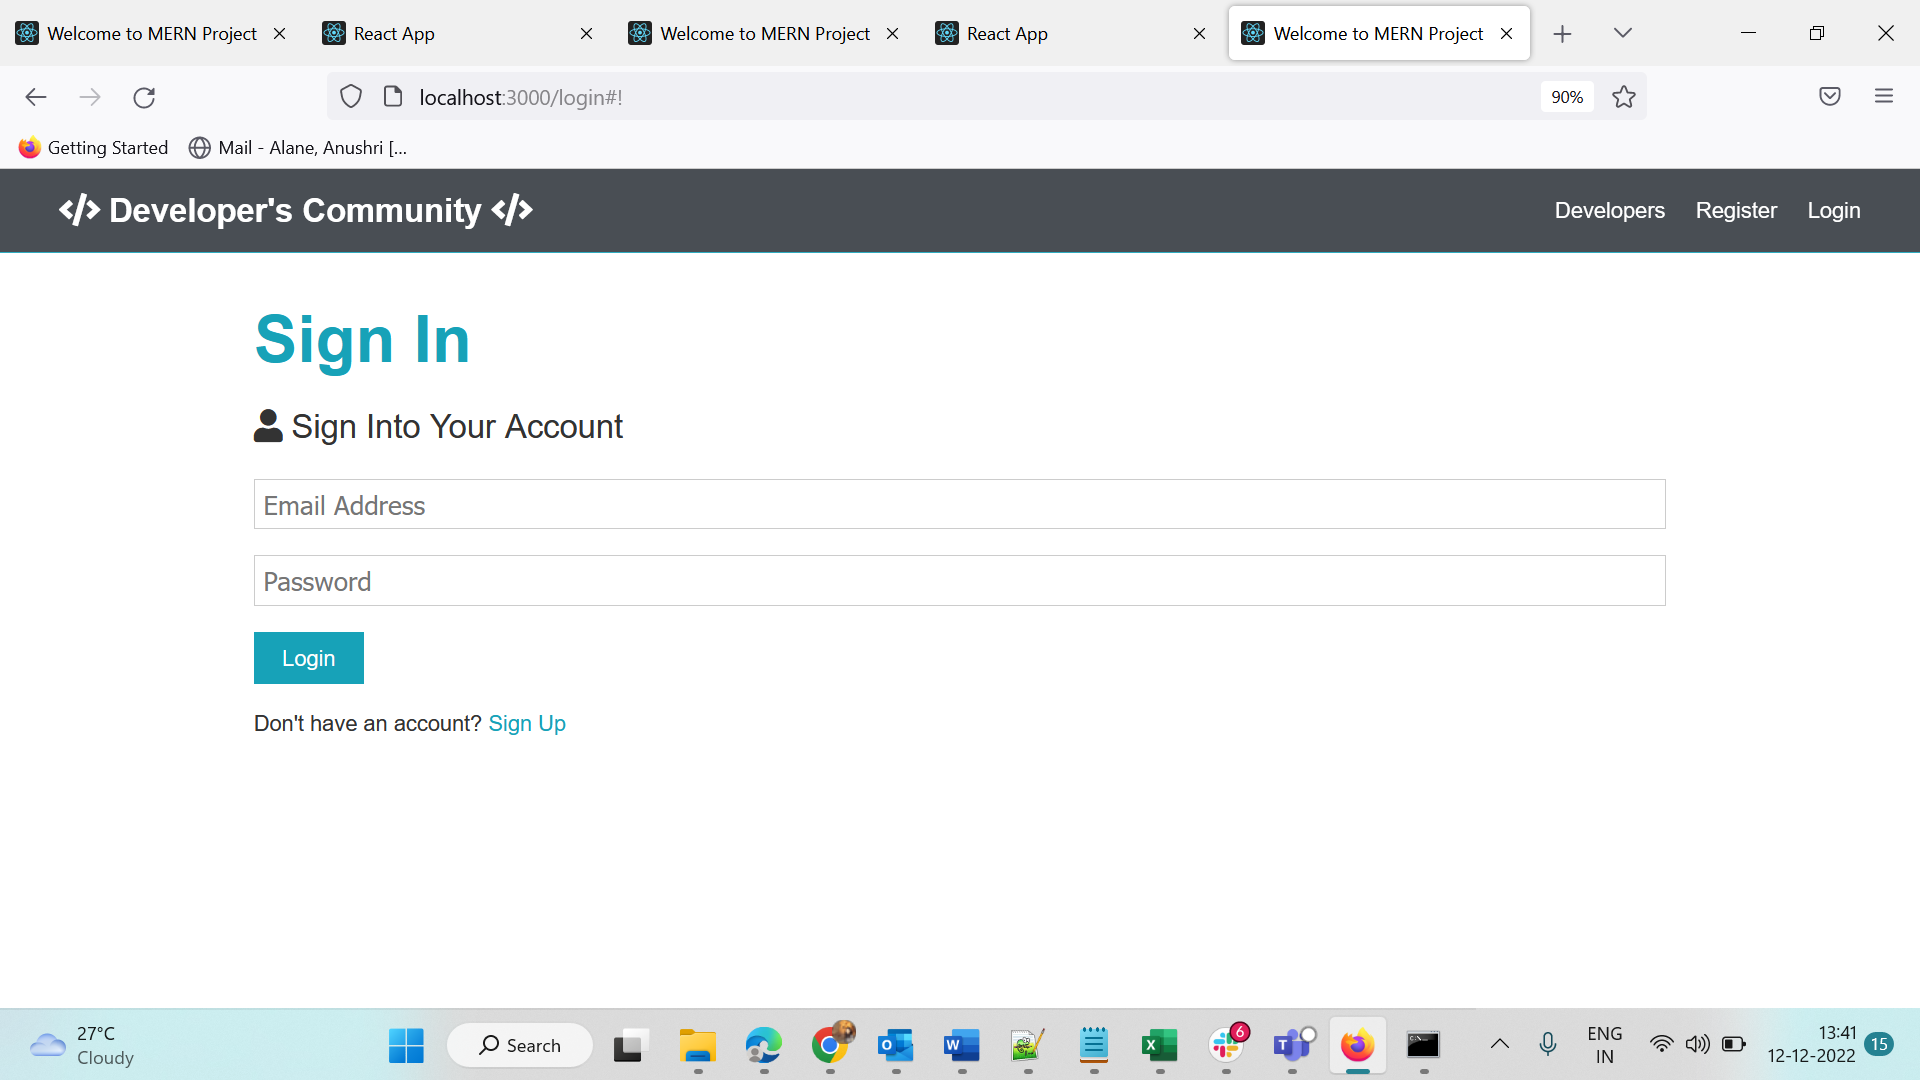 Welcome to MERN Project
React App
Welcome to MERN Project
React App
Welcome to MERN Project
localhost:3000/login#!
90%
Getting Started
Mail - Alane, Anushri [...
</> Developer's Community </>
Developers
Register
Login
Sign In
Sign Into Your Account
Email Address
Password
Login
Don't have an account? Sign Up
27°C
Cloudy
Search
6
ENG
IN
13:41
12-12-2022
15